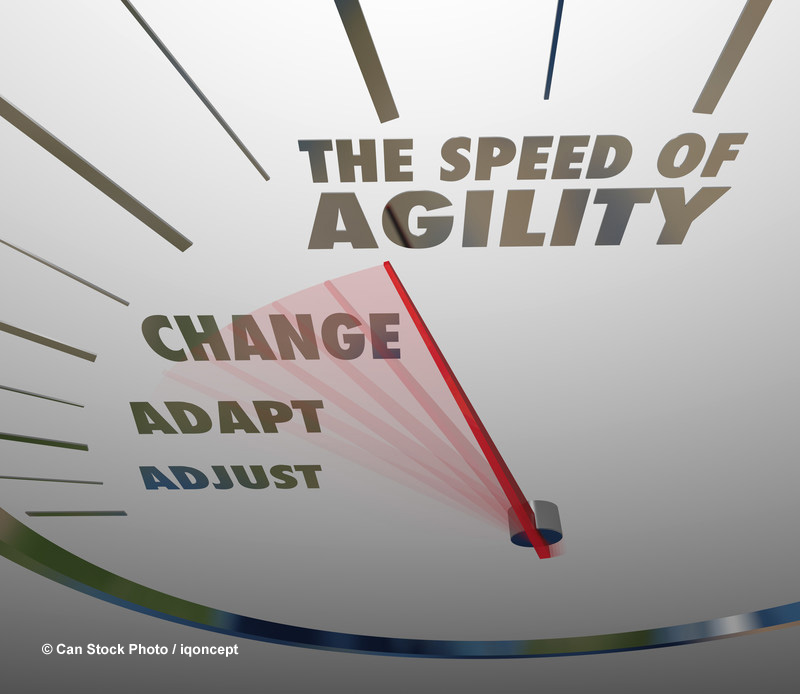 THE SPEED OF
AGILITY
CHANGE
ADAPT
ADJUST
© Can Stock Photo / iqoncept